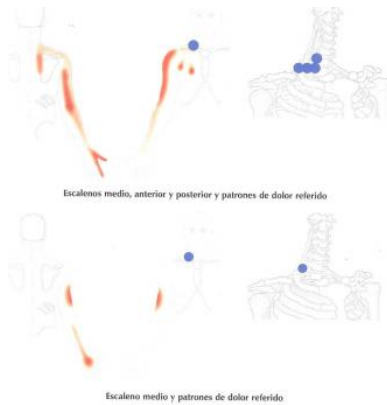 Escalenos medio, anterior y posterior y patrones de dolor referido
Escaleno medio y patrones de dolor referido